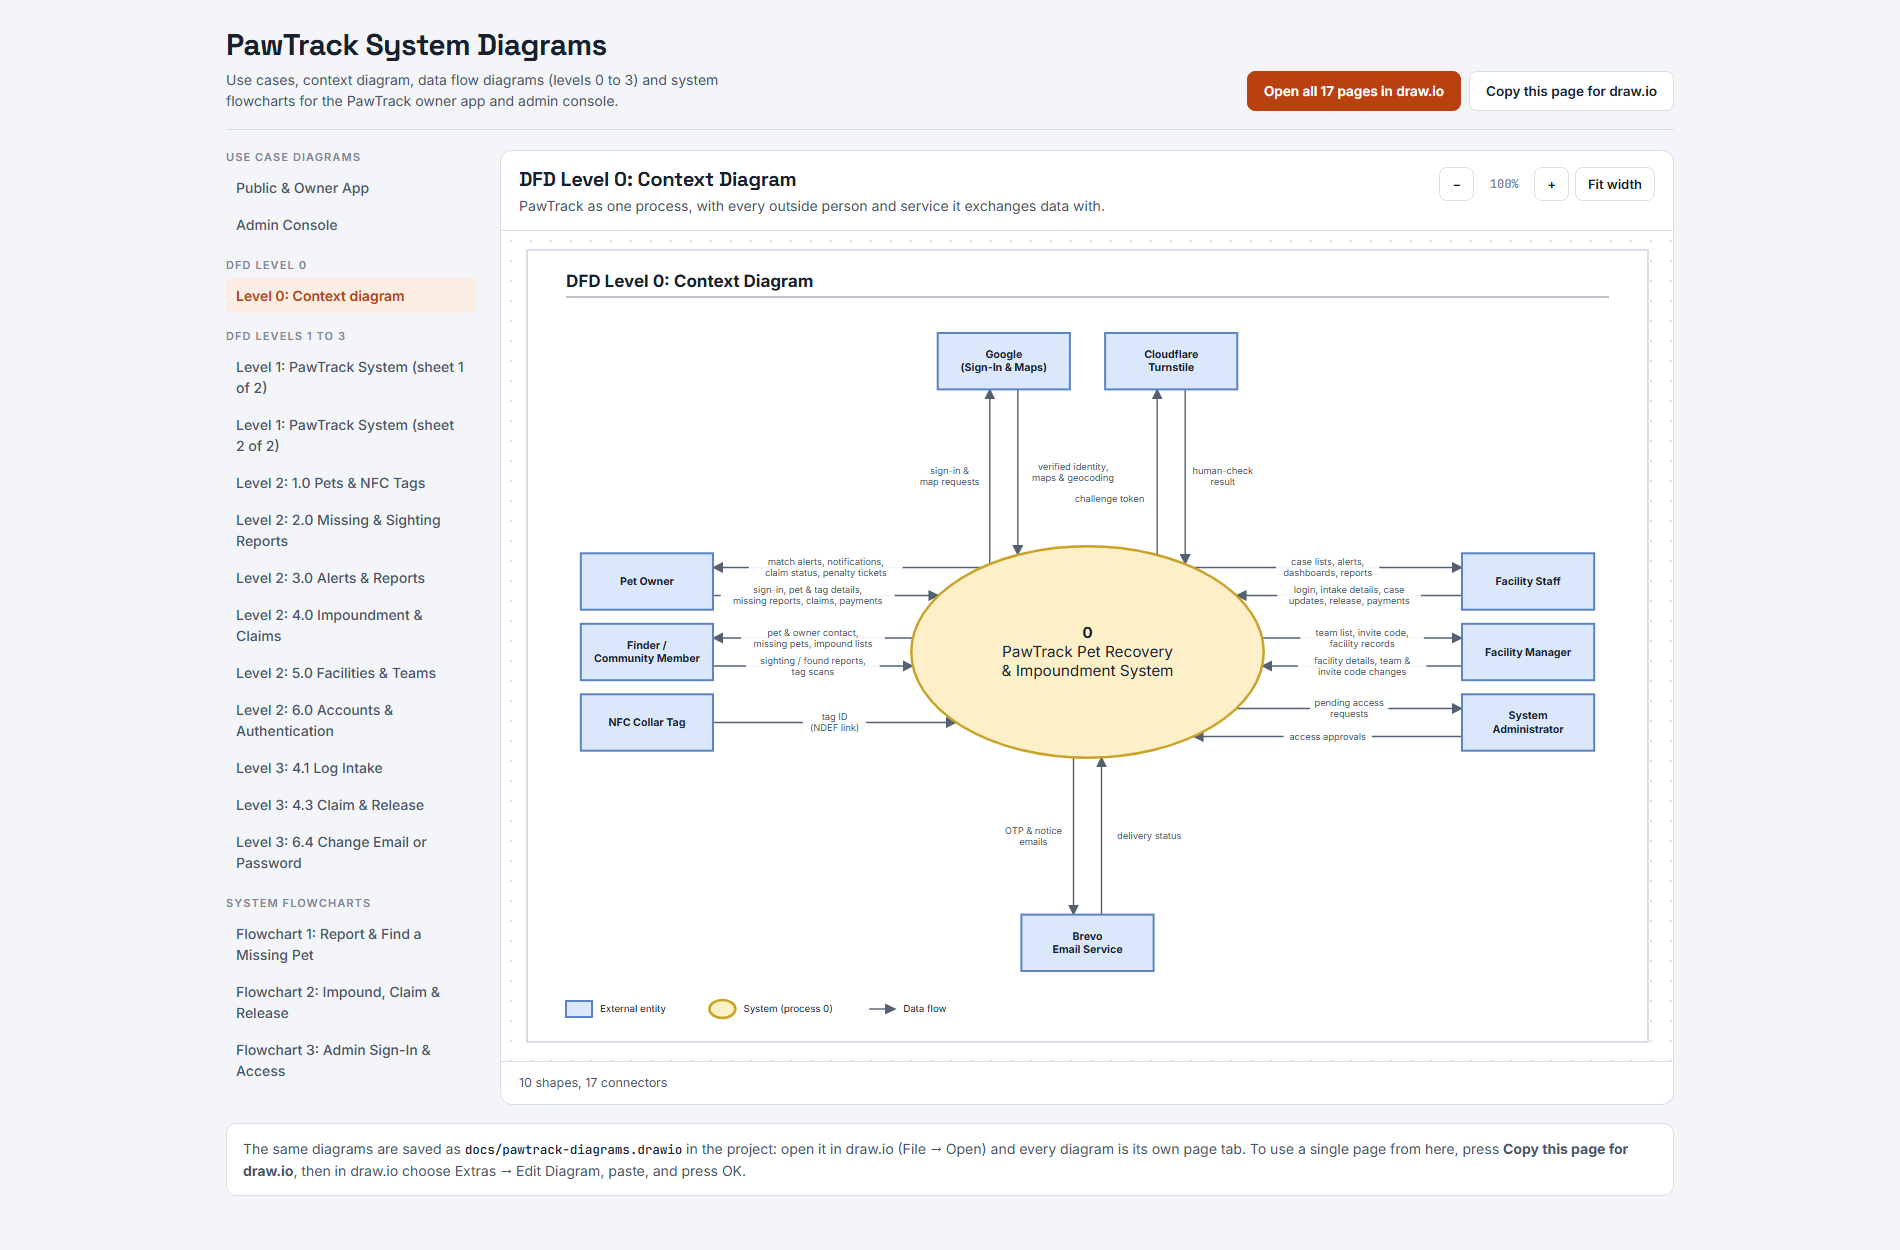 PawTrack System Diagrams
Use cases, context diagram, data flow diagrams (levels 0 to 3) and system
flowcharts for the PawTrack owner app and admin console.
Open all 17 pages in draw.io
Copy this page for draw.io
USE CASE DIAGRAMS
Public & Owner App
Admin Console
DFD LEVEL 0
Level 0: Context diagram
DFD LEVELS 1 TO 3
Level 1: PawTrack System (sheet 1
of 2)
Level 1: PawTrack System (sheet
2 of 2)
Level 2: 1.0 Pets & NFC Tags
Level 2: 2.0 Missing & Sighting
Reports
Level 2: 3.0 Alerts & Reports
Level 2: 4.0 Impoundment &
Claims
Level 2: 5.0 Facilities & Teams
Level 2: 6.0 Accounts &
Authentication
Level 3: 4.1 Log Intake
Level 3: 4.3 Claim & Release
Level 3: 6.4 Change Email or
Password
SYSTEM FLOWCHARTS
Flowchart 1: Report & Find a
Missing Pet
Flowchart 2: Impound, Claim &
Release
Flowchart 3: Admin Sign-In &
Access
DFD Level 0: Context Diagram
PawTrack as one process, with every outside person and service it exchanges data with.
−
100%
+
Fit width
DFD Level 0: Context Diagram
Google
(Sign-In & Maps)
Cloudflare
Turnstile
sign-in &
map requests
verified identity,
maps & geocoding
challenge token
human-check
result
Pet Owner
match alerts, notifications,
claim status, penalty tickets
sign-in, pet & tag details,
missing reports, claims, payments
Finder /
Community Member
pet & owner contact,
missing pets, impound lists
sighting / found reports,
tag scans
NFC Collar Tag
tag ID
(NDEF link)
0
PawTrack Pet Recovery
& Impoundment System
case lists, alerts,
dashboards, reports
login, intake details, case
updates, release, payments
Facility Staff
team list, invite code,
facility records
facility details, team &
invite code changes
Facility Manager
pending access
requests
access approvals
System
Administrator
OTP & notice
emails
delivery status
Brevo
Email Service
External entity
System (process 0)
Data flow
10 shapes, 17 connectors
The same diagrams are saved as docs/pawtrack-diagrams.drawio in the project: open it in draw.io (File → Open) and every diagram is its own page tab. To use a single page from here, press Copy this page for
draw.io, then in draw.io choose Extras → Edit Diagram, paste, and press OK.